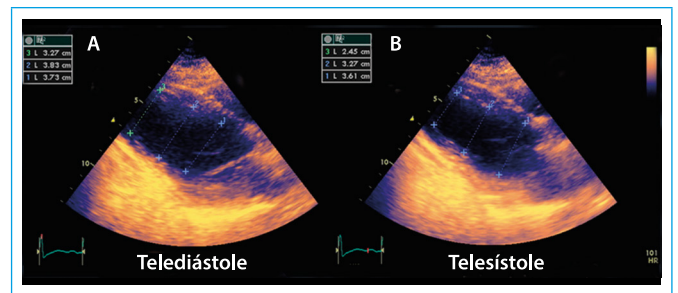 A
3 L 3.27 cm
2 L 3.83 cm
1 L 3.73 cm
5
10
Telediástole
B
3 L 2.45 cm
2 L 3.27 cm
1 L 3.61 cm
5
10
Telesístole
101
HR